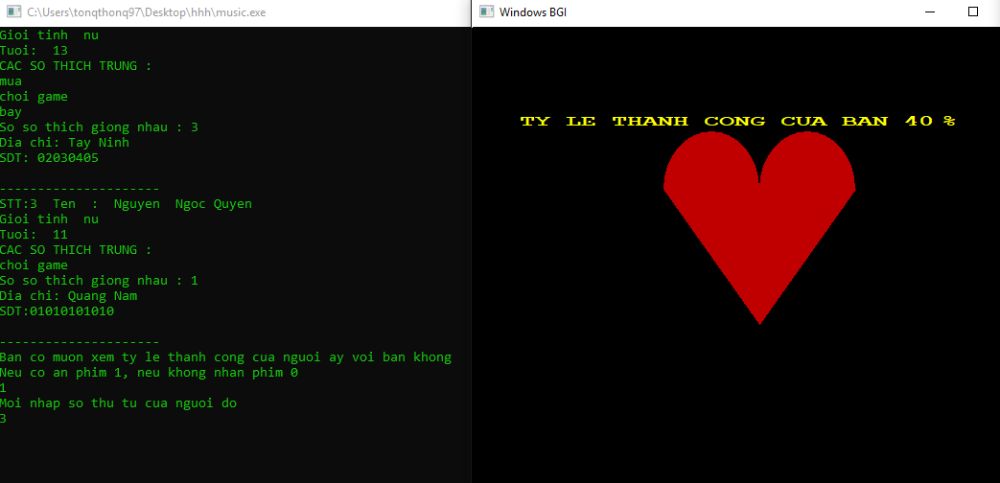 C:\Users\tonqthonq97\Desktop\hhh\music.exe
Gioi tinh  nu
Tuoi:  13
CAC SO THICH TRUNG :
mua
choi game
bay
So so thich giong nhau : 3
Dia chi: Tay Ninh
SDT: 02030405
---------------------
STT:3  Ten  :  Nguyen  Ngoc Quyen
Gioi tinh  nu
Tuoi:  11
CAC SO THICH TRUNG :
choi game
So so thich giong nhau : 1
Dia chi: Quang Nam
SDT:01010101010
---------------------
Ban co muon xem ty le thanh cong cua nguoi ay voi ban khong
Neu co an phim 1, neu khong nhan phim 0
1
Moi nhap so thu tu cua nguoi do
3
Windows BGI
TY LE THANH CONG CUA BAN 40 %